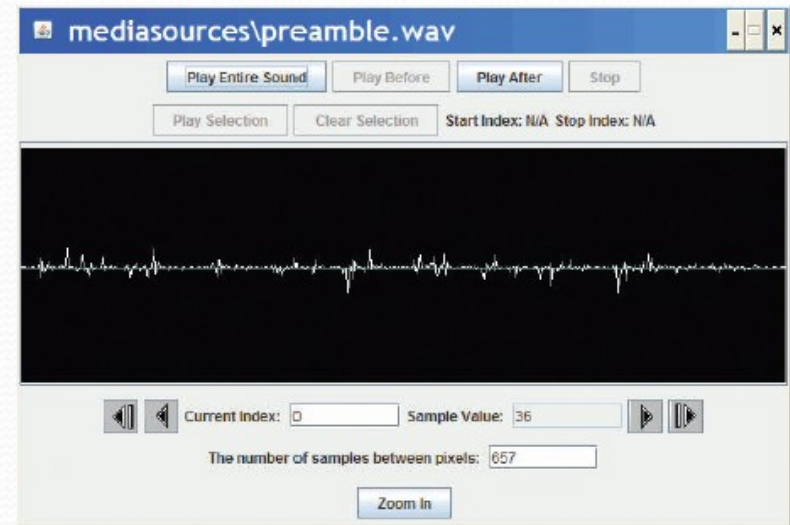 mediasources\preamble.wav
Play Entire Sound Play Before Play After Stop
Play Selection Clear Selection Start Index: N/A Stop Index: N/A
Current Index: 0 Sample Value: 36
The number of samples between pixels: 657
Zoom In